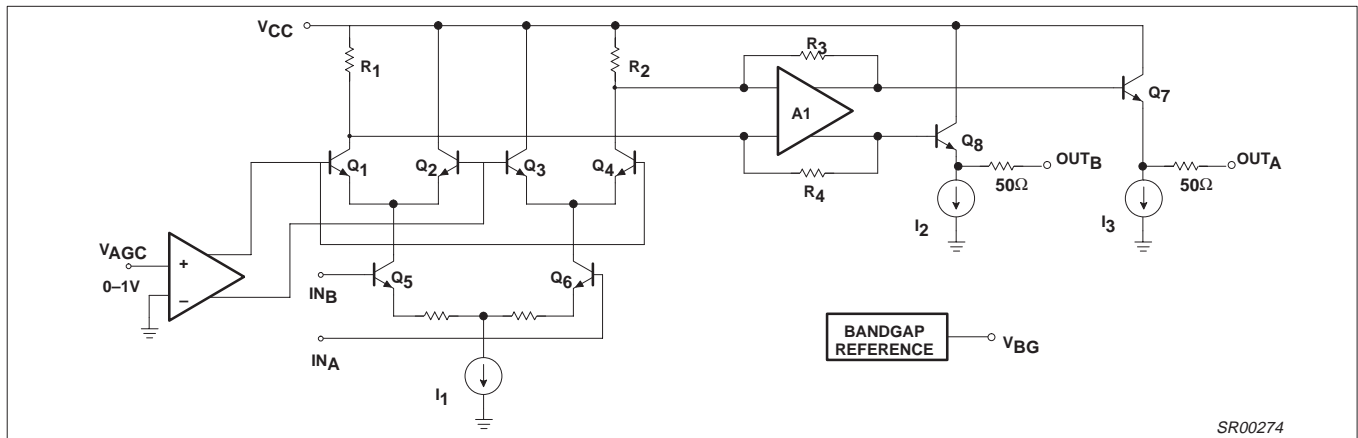 VCC
R1
R2
R3
A1
Q7
Q8
Q1
Q2
Q3
Q4
R4
OUTB
OUTA
50Ω
50Ω
I2
I3
VAGC
+
0–1V
–
INB
Q5
Q6
INA
I1
BANDGAP
REFERENCE
VBG
SR00274